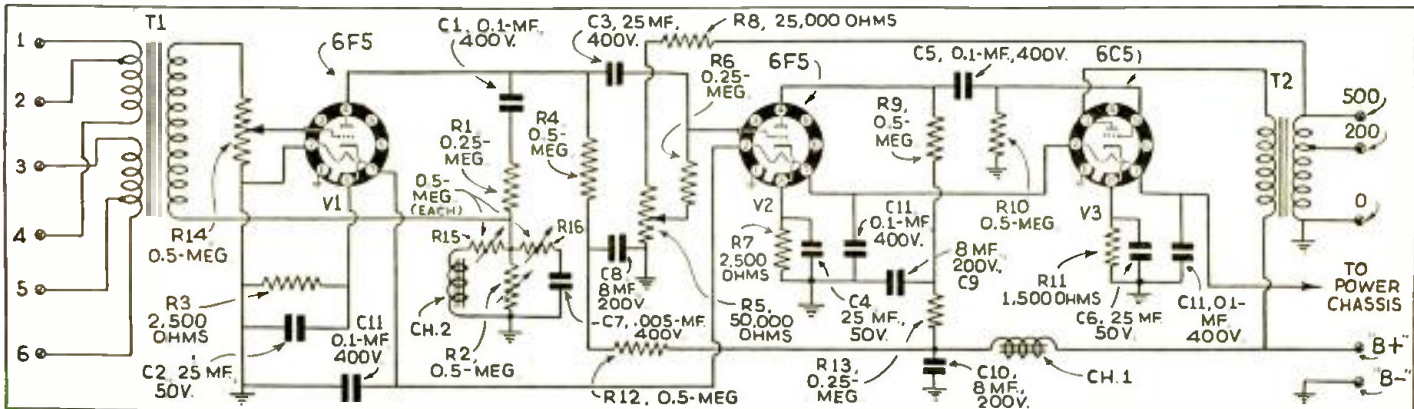 T1
1
2
3
4
5
6
R14
0.5-MEG
R3
2,500
OHMS
C2, 25 MF.,
50V.
6F5
V1
C11
0.1-MF
400V.
C1, 0.1-MF.,
400V.
R1,
0.25-
MEG
0.5-
MEG
(EACH)
R15
R16
CH.2
R2,
0.5-MEG
R4
0.5-
MEG
C3, 25 MF.,
400V.
C8
8 MF.
200V.
C7, .005-MF.
400V
R12, 0.5-MEG
R8, 25,000 OHMS
R6
0.25-
MEG.
R5,
50,000
OHMS
6F5
V2
R7
2,500
OHMS
C4
25 MF.,
50V.
C11
0.1-MF.
400V.
8 MF.
200V.,
C9
R9,
0.5-
MEG
C5, 0.1-MF., 400V.
R10
0.5-MEG
R13,
0.25-
MEG
C10,
8 MF.,
200V.
CH.1
6C5
V3
R11
1,500 OHMS
C6, 25 MF.
50V.
C11, 0.1-
MF.
400V
T2
500
200
0
TO
POWER
CHASSIS
"B+"
"B-"